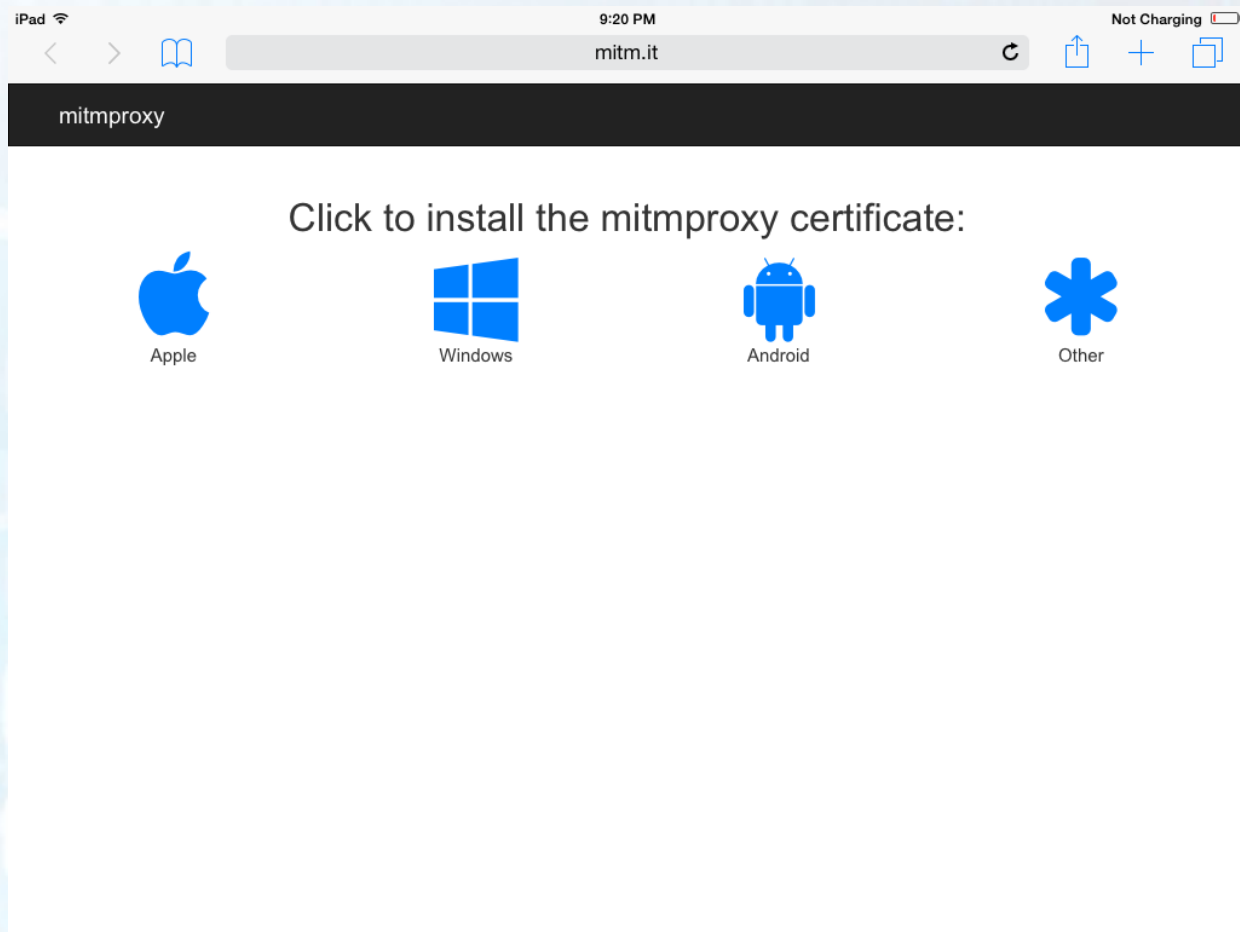 iPad 9:20 PM Not Charging
mitm.it
mitmproxy
Click to install the mitmproxy certificate:
Apple Windows Android Other